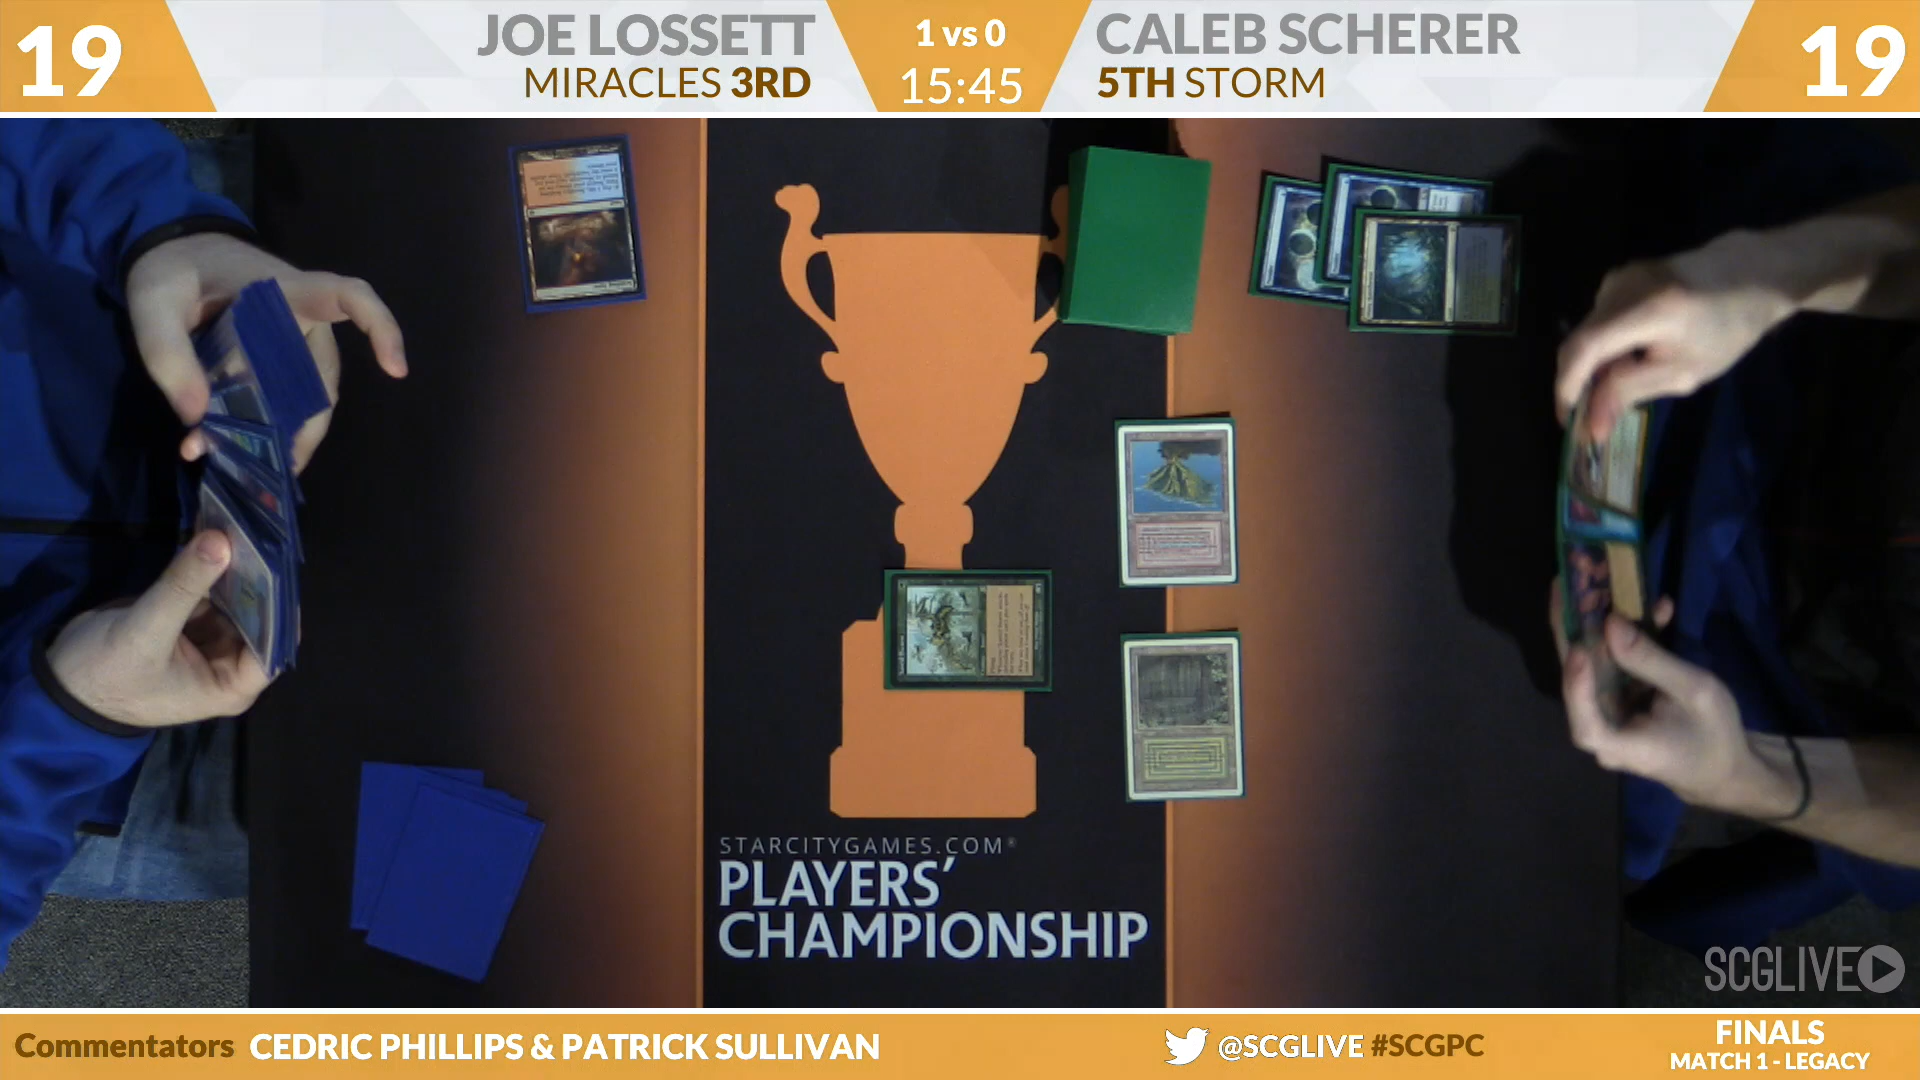 19
JOE LOSSETT
MIRACLES 3RD
1 vs 0
15:45
CALEB SCHERER
5TH STORM
19
STARCITYGAMES.COM®
PLAYERS'
CHAMPIONSHIP
SCGLIVE
Commentators CEDRIC PHILLIPS & PATRICK SULLIVAN
@SCGLIVE #SCGPC
FINALS
MATCH 1 - LEGACY